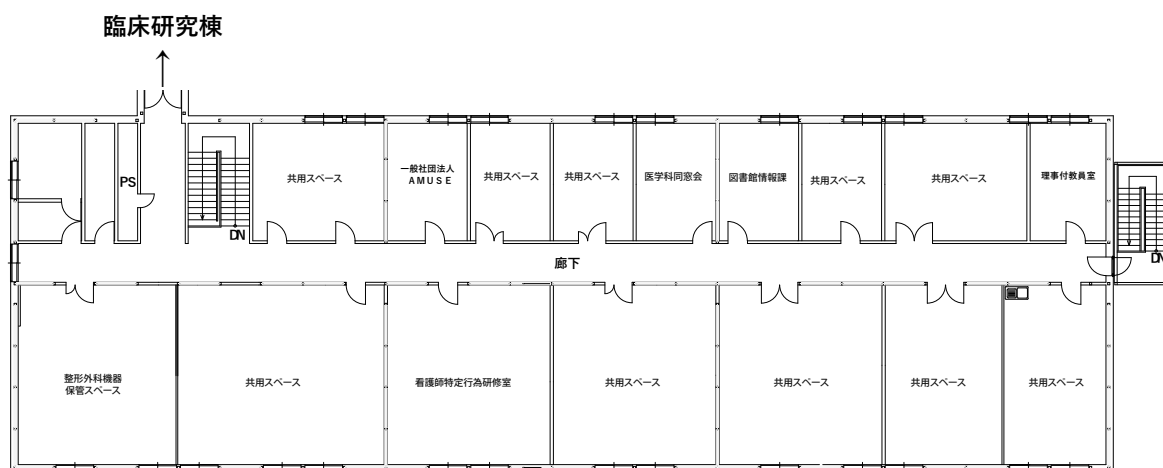 臨床研究棟
PS
DN
共用スペース
一般社団法人
AMUSE
共用スペース
共用スペース
医学科同窓会
図書館情報課
共用スペース
共用スペース
理事付教員室
DN
廊下
整形外科機器
保管スペース
共用スペース
看護師特定行為研修室
共用スペース
共用スペース
共用スペース
共用スペース